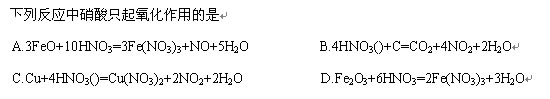 下列反应中硝酸只起氧化作用的是↵
A.3FeO+10HNO₃=3Fe(NO₃)₃+NO+5H₂O B.4HNO₃()+C=CO₂+4NO₂+2H₂O↵
C.Cu+4HNO₃()=Cu(NO₃)₂+2NO₂+2H₂O D.Fe₂O₃+6HNO₃=2Fe(NO₃)₃+3H₂O↵